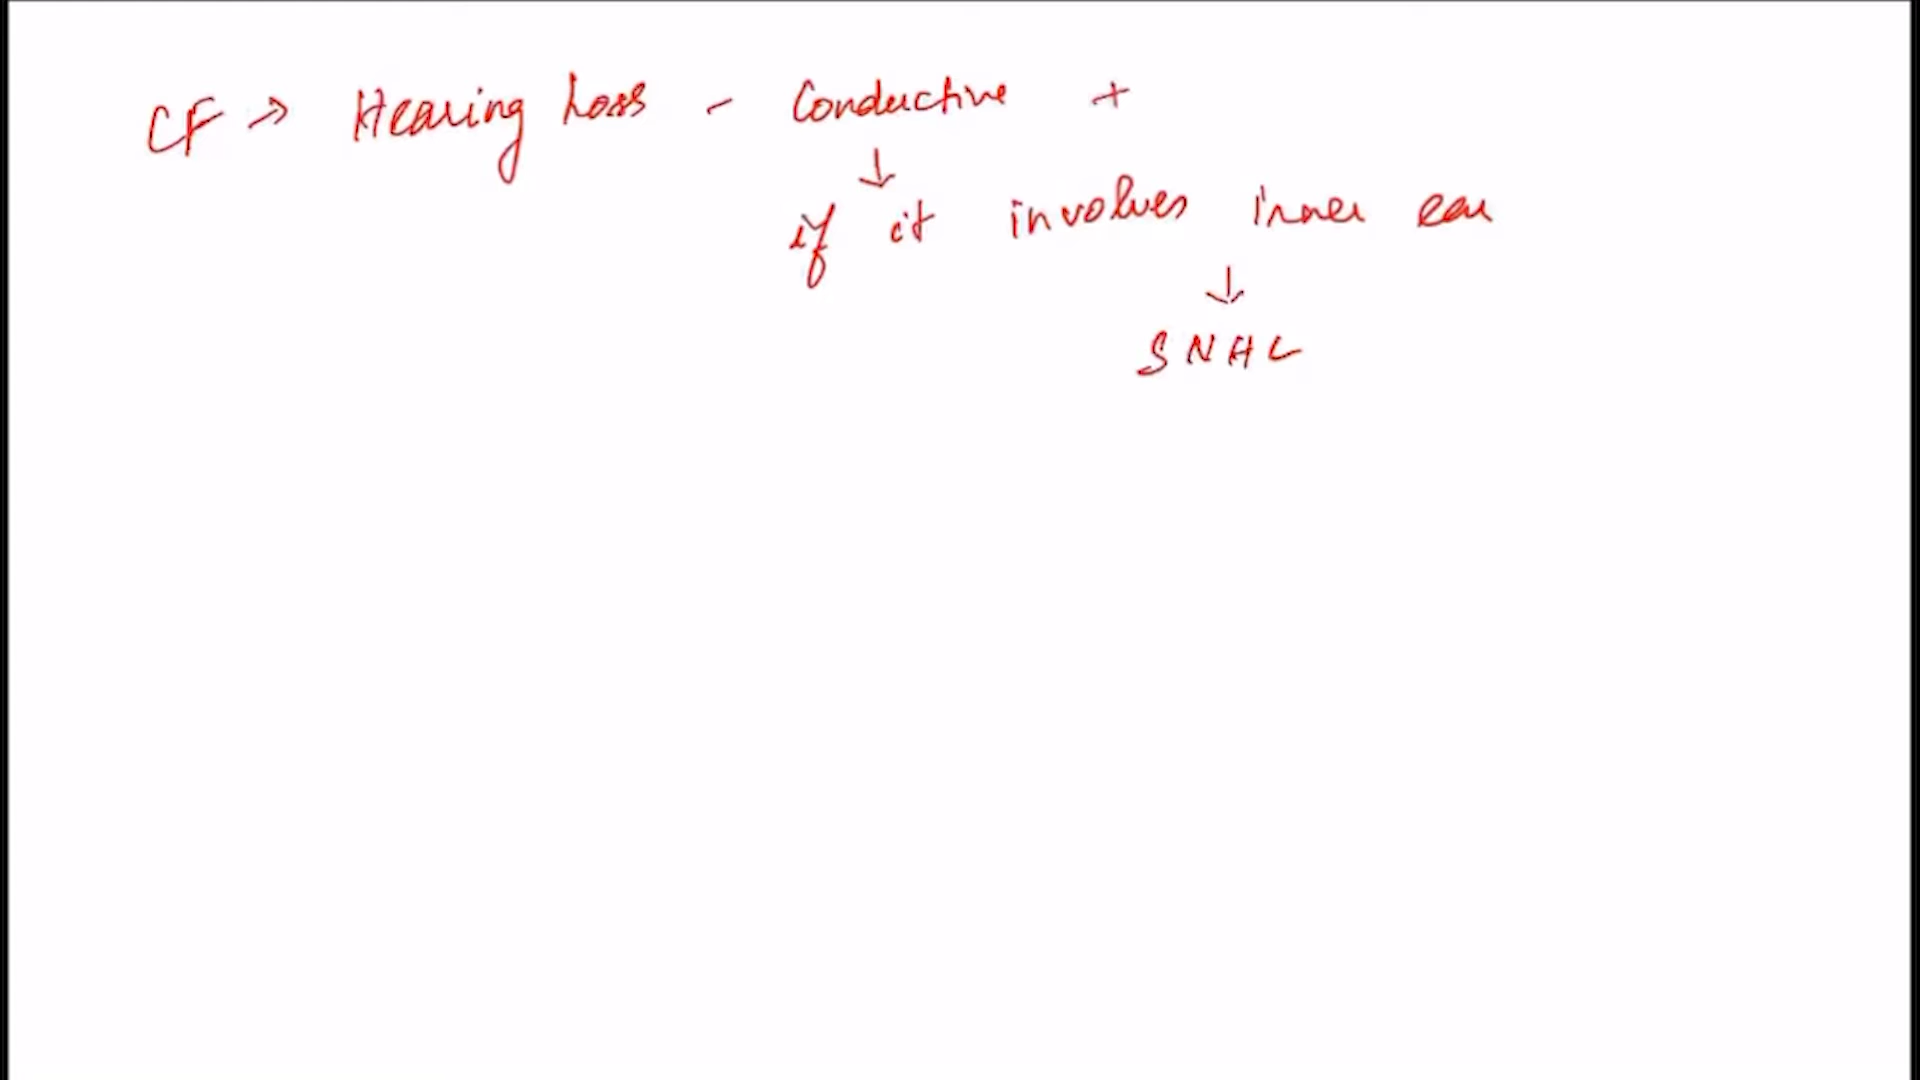 CF → Hearing Loss - Conductive +
↓
if it involves inner ear
↓
SNHL